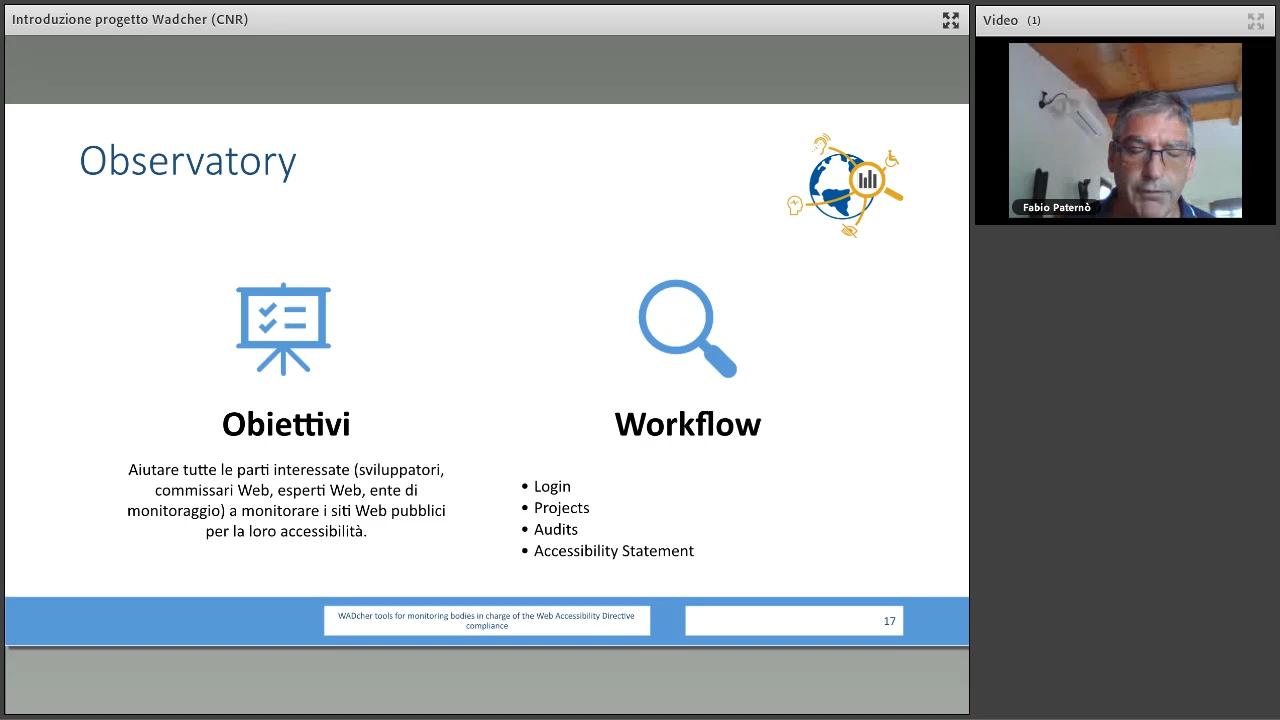 Introduzione progetto Wadcher (CNR)
Video (1)
Fabio Paternò
Observatory
Obiettivi
Aiutare tutte le parti interessate (sviluppatori,
commissari Web, esperti Web, ente di
monitoraggio) a monitorare i siti Web pubblici
per la loro accessibilità.
Workflow
• Login
• Projects
• Audits
• Accessibility Statement
WADcher tools for monitoring bodies in charge of the Web Accessibility Directive
compliance
17